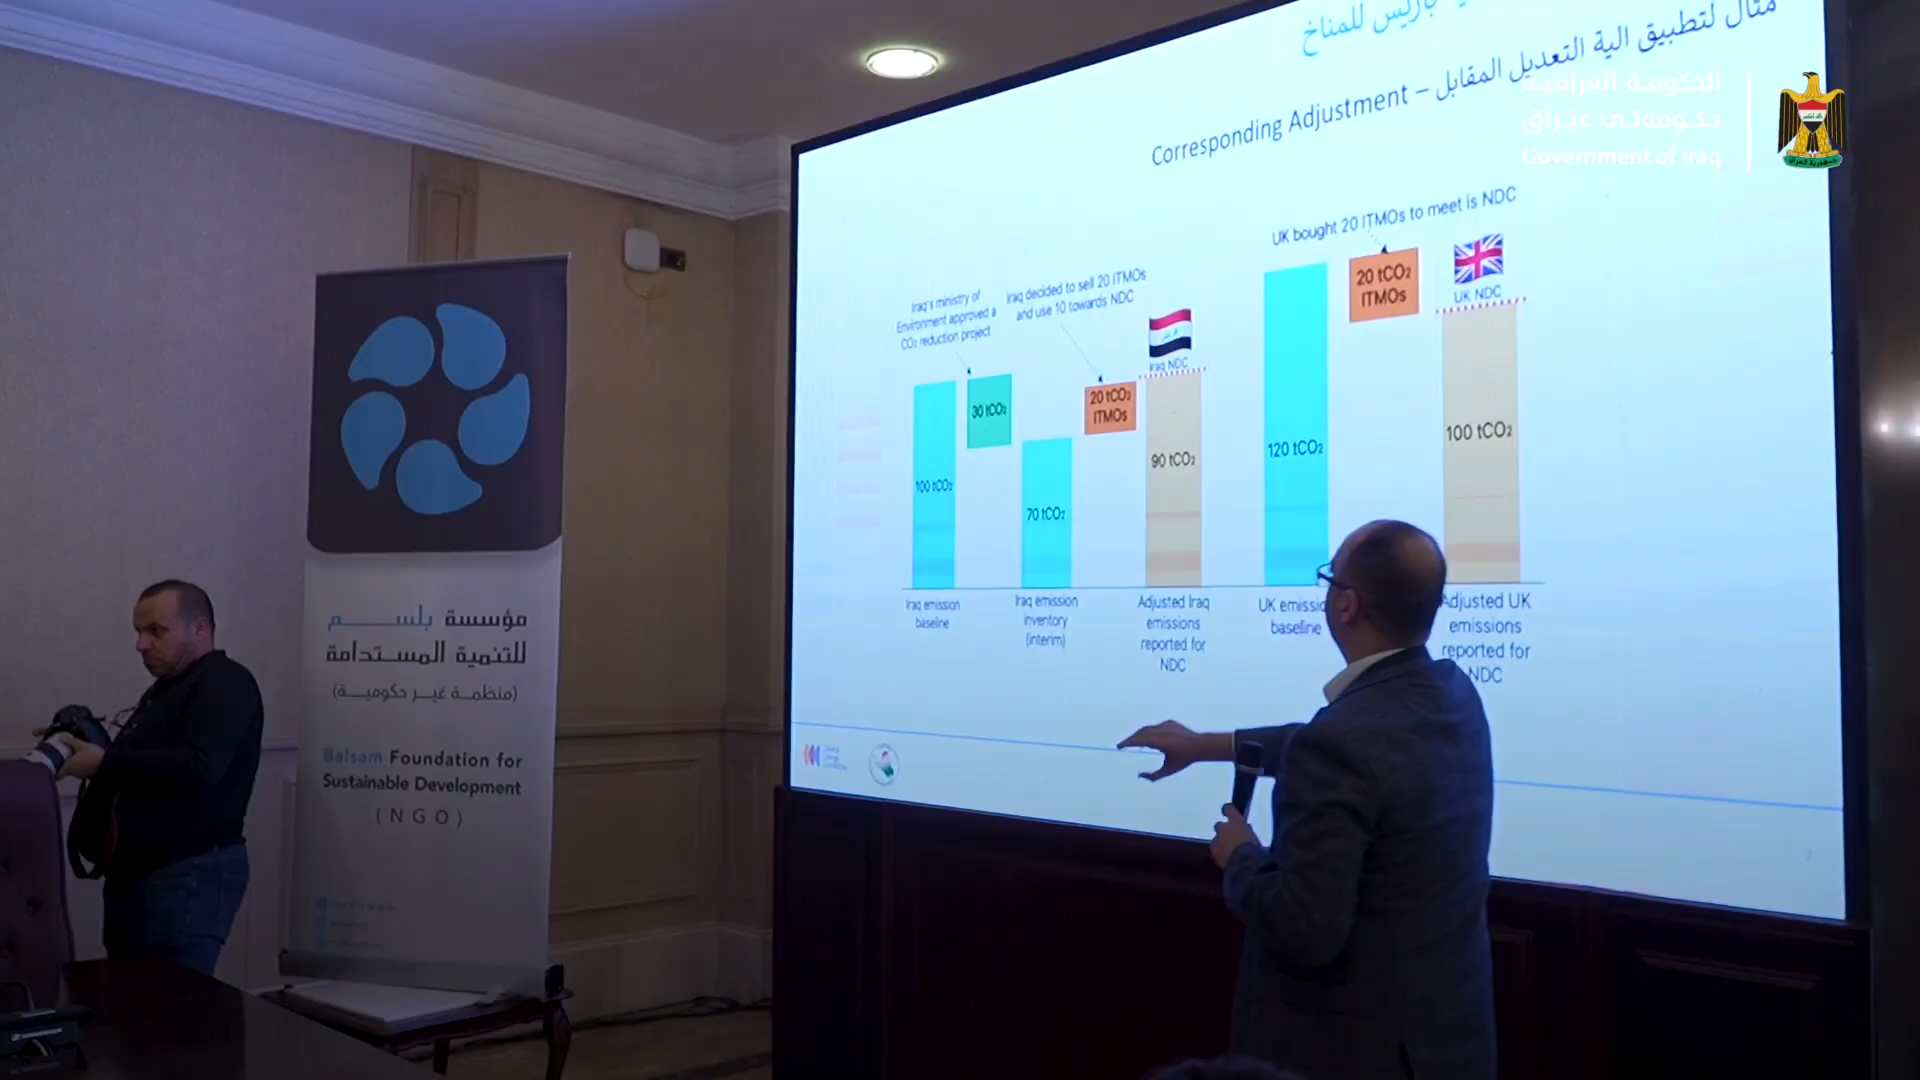 باريس للمناخ
مثال لتطبيق الية التعديل المقابل – Corresponding Adjustment
الحكومة العراقية
حكومەتی عێراق
Government of Iraq
UK bought 20 ITMOs to meet is NDC
Iraq's ministry of
Environment approved a
CO₂ reduction project
Iraq decided to sell 20 ITMOs
and use 10 towards NDC
20 tCO₂
ITMOs
UK NDC
Iraq NDC
30 tCO₂
20 tCO₂
ITMOs
100 tCO₂
70 tCO₂
90 tCO₂
120 tCO₂
100 tCO₂
Iraq emission
baseline
Iraq emission
inventory
(interim)
Adjusted Iraq
emissions
reported for
NDC
UK
baseline
Adjusted UK
emissions
reported for
NDC
مؤسسة بلسم
للتنمية المستدامة
(منظمة غير حكومية)
Balsam Foundation for
Sustainable Development
(NGO)